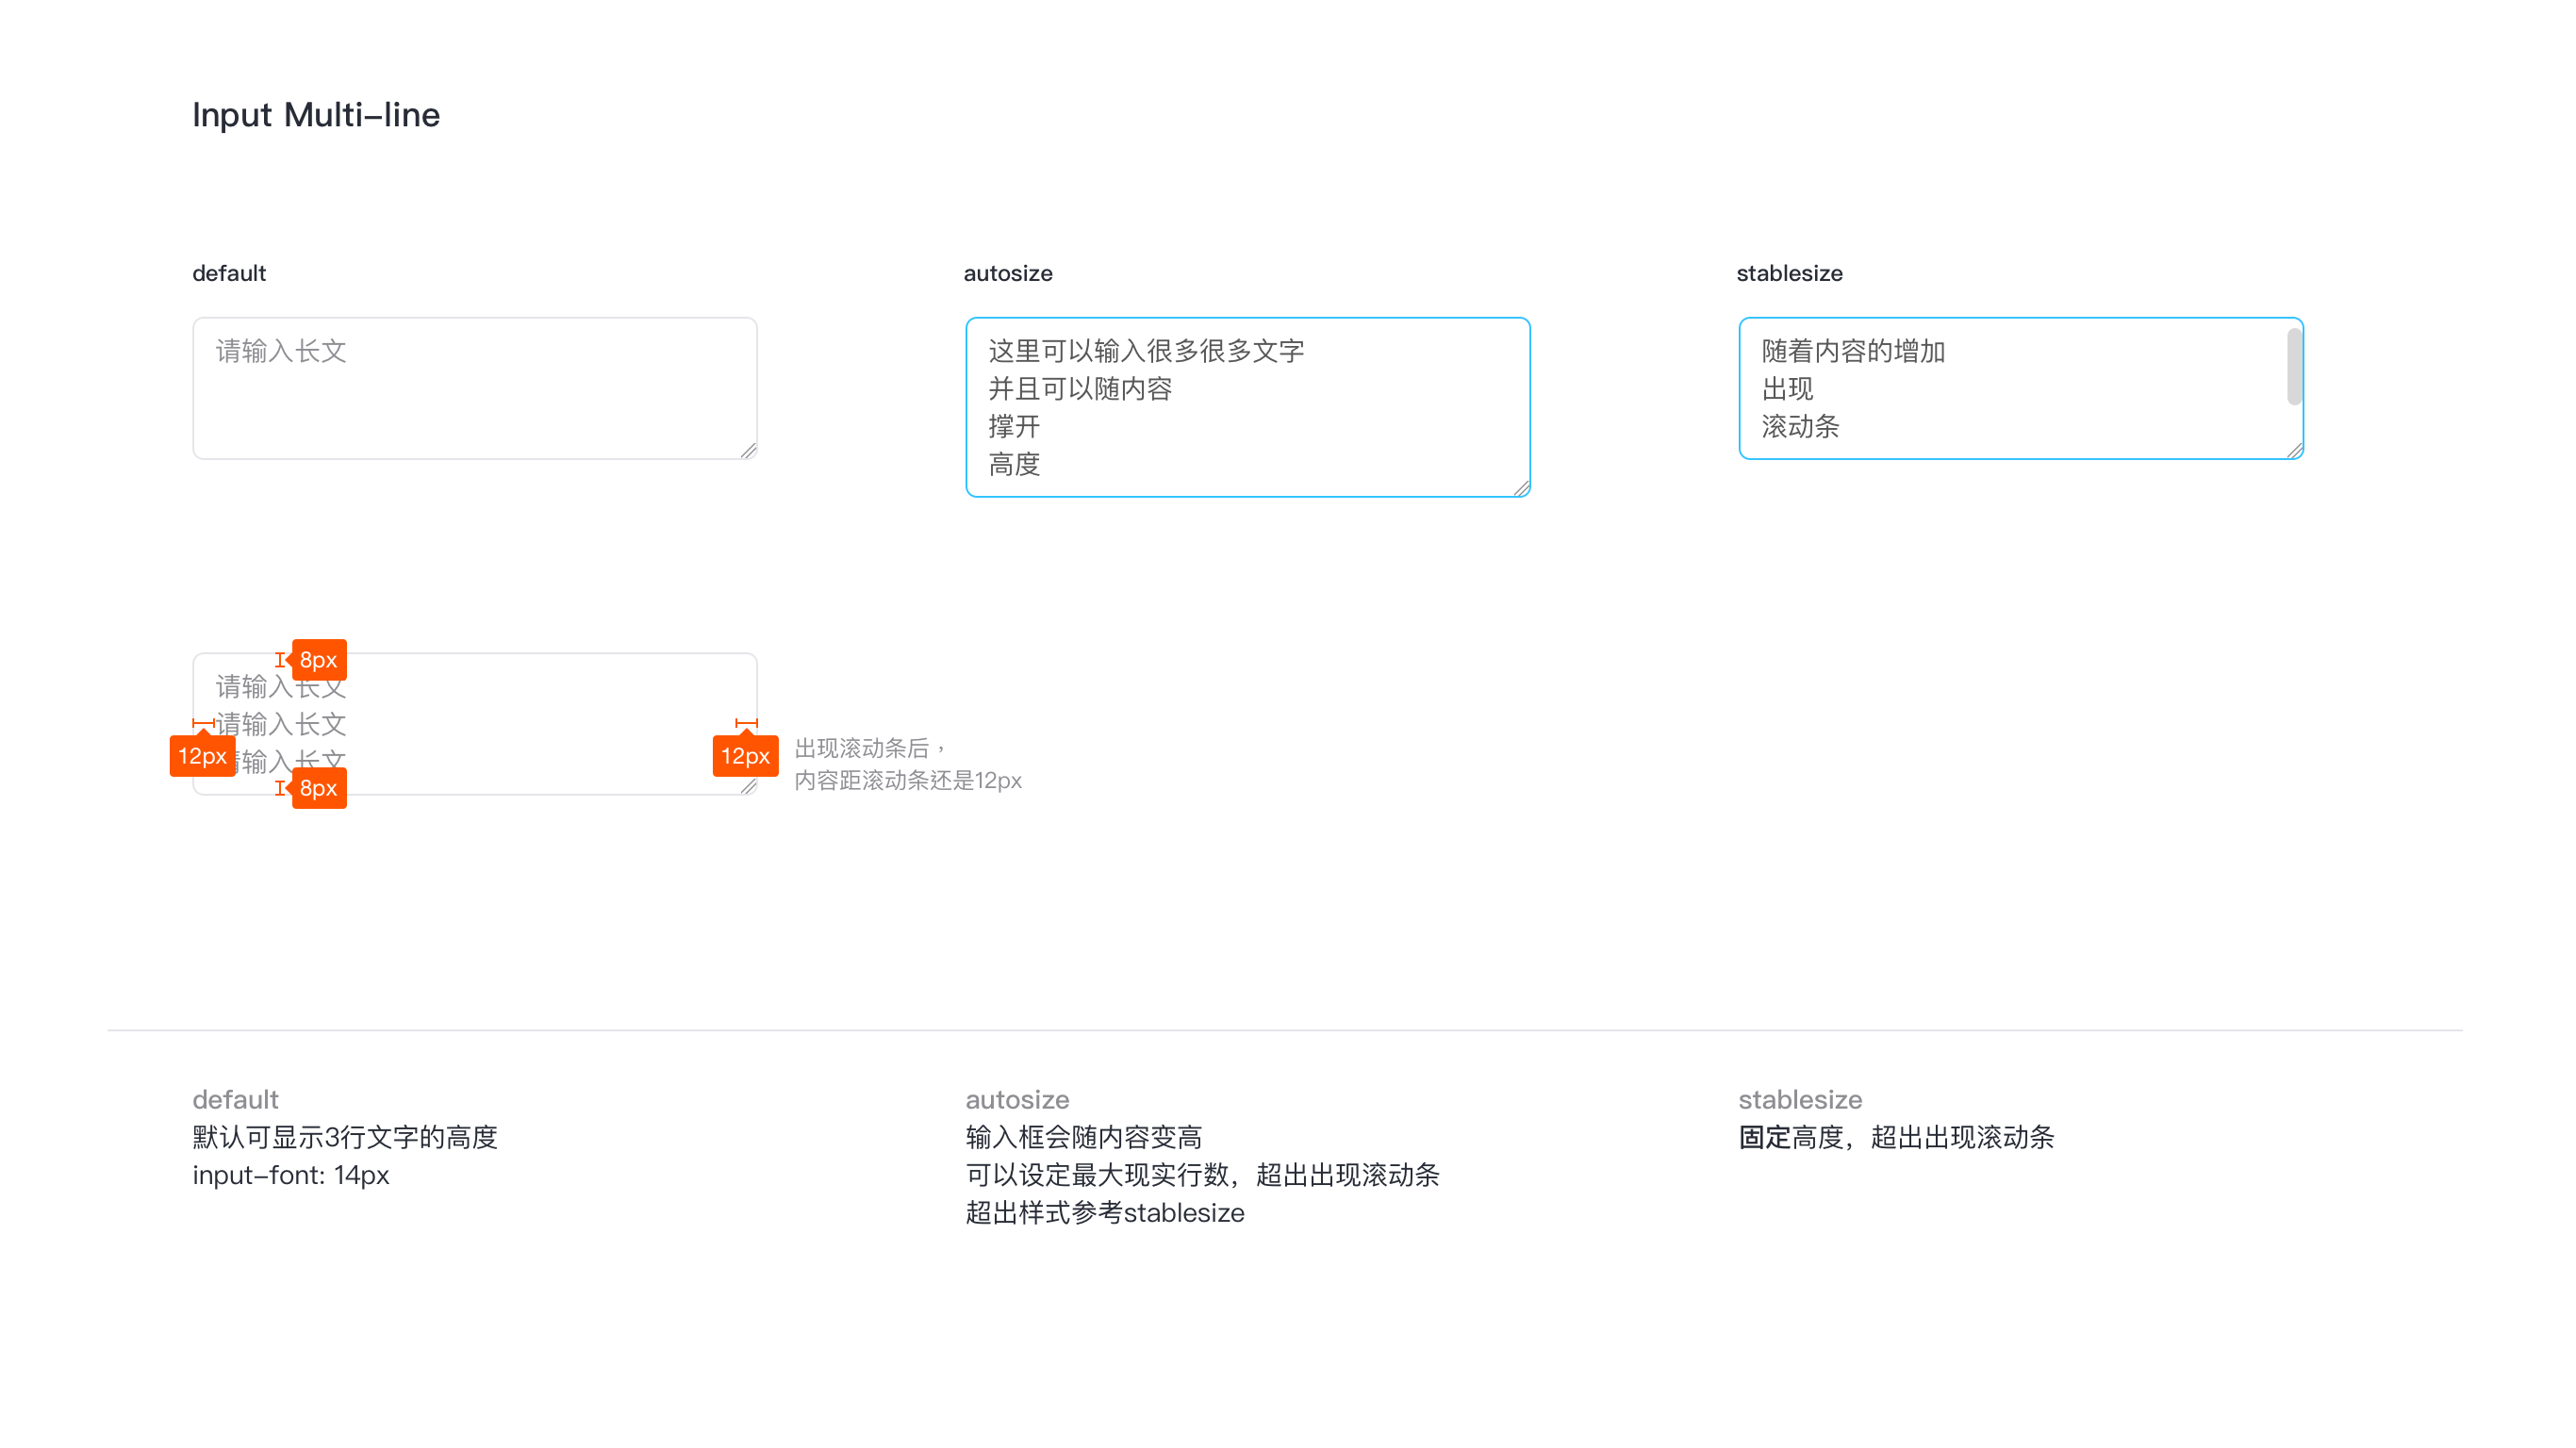 Input Multi–line
default
autosize
stablesize
请输入长文
这里可以输入很多很多文字
并且可以随内容
撑开
高度
随着内容的增加
出现
滚动条
8px
请输入长文
请输入长文
请输入长文
12px
12px
8px
出现滚动条后，
内容距滚动条还是12px
default
默认可显示3行文字的高度
input–font: 14px
autosize
输入框会随内容变高
可以设定最大现实行数，超出出现滚动条
超出样式参考stablesize
stablesize
固定高度，超出出现滚动条